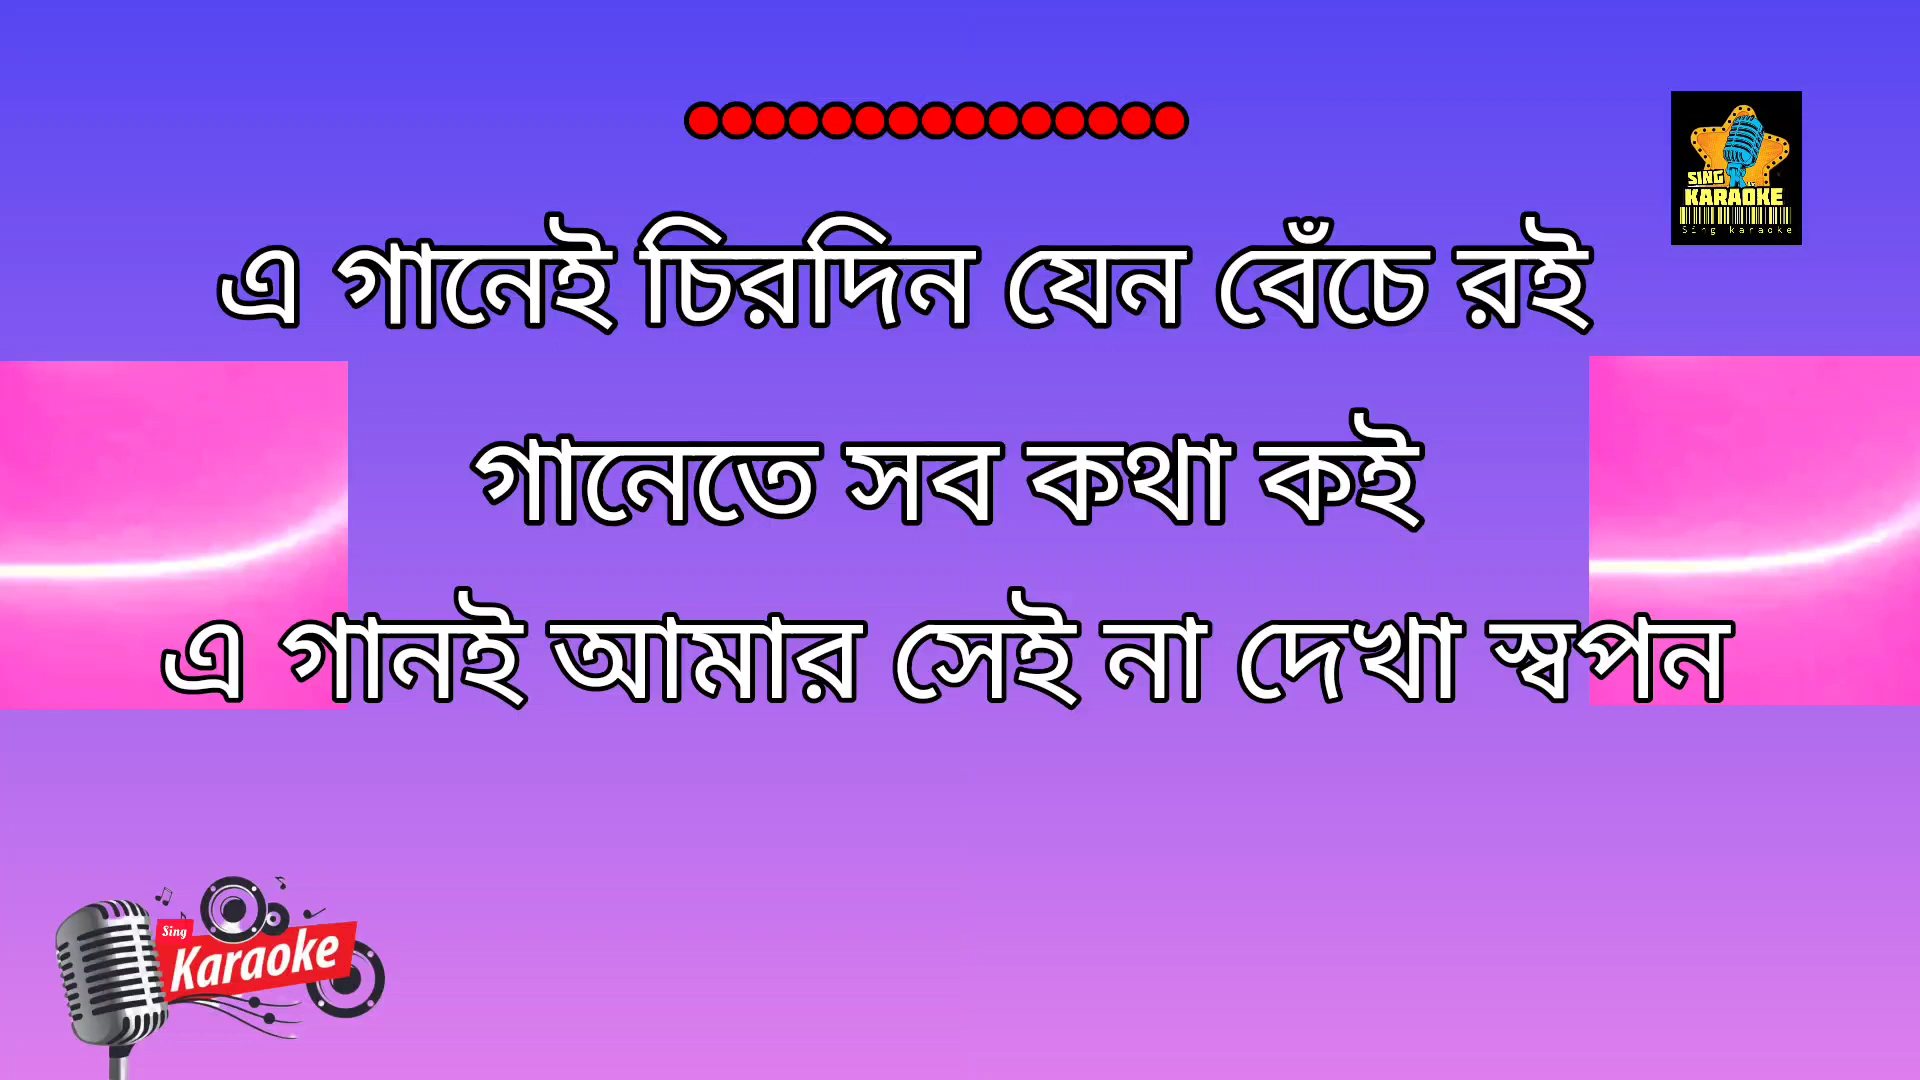 SING
KARAOKE
Sing karaoke
এ গানেই চিরদিন যেন বেঁচে রই
গানেতে সব কথা কই
এ গানই আমার সেই না দেখা স্বপন
Sing
Karaoke